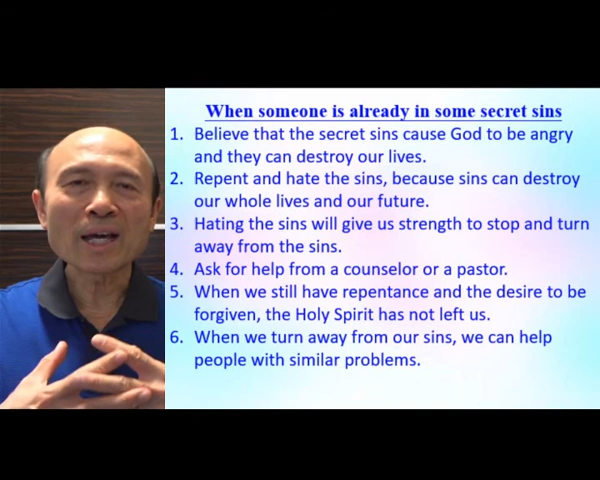 When someone is already in some secret sins
1. Believe that the secret sins cause God to be angry
and they can destroy our lives.
2. Repent and hate the sins, because sins can destroy
our whole lives and our future.
3. Hating the sins will give us strength to stop and turn
away from the sins.
4. Ask for help from a counselor or a pastor.
5. When we still have repentance and the desire to be
forgiven, the Holy Spirit has not left us.
6. When we turn away from our sins, we can help
people with similar problems.